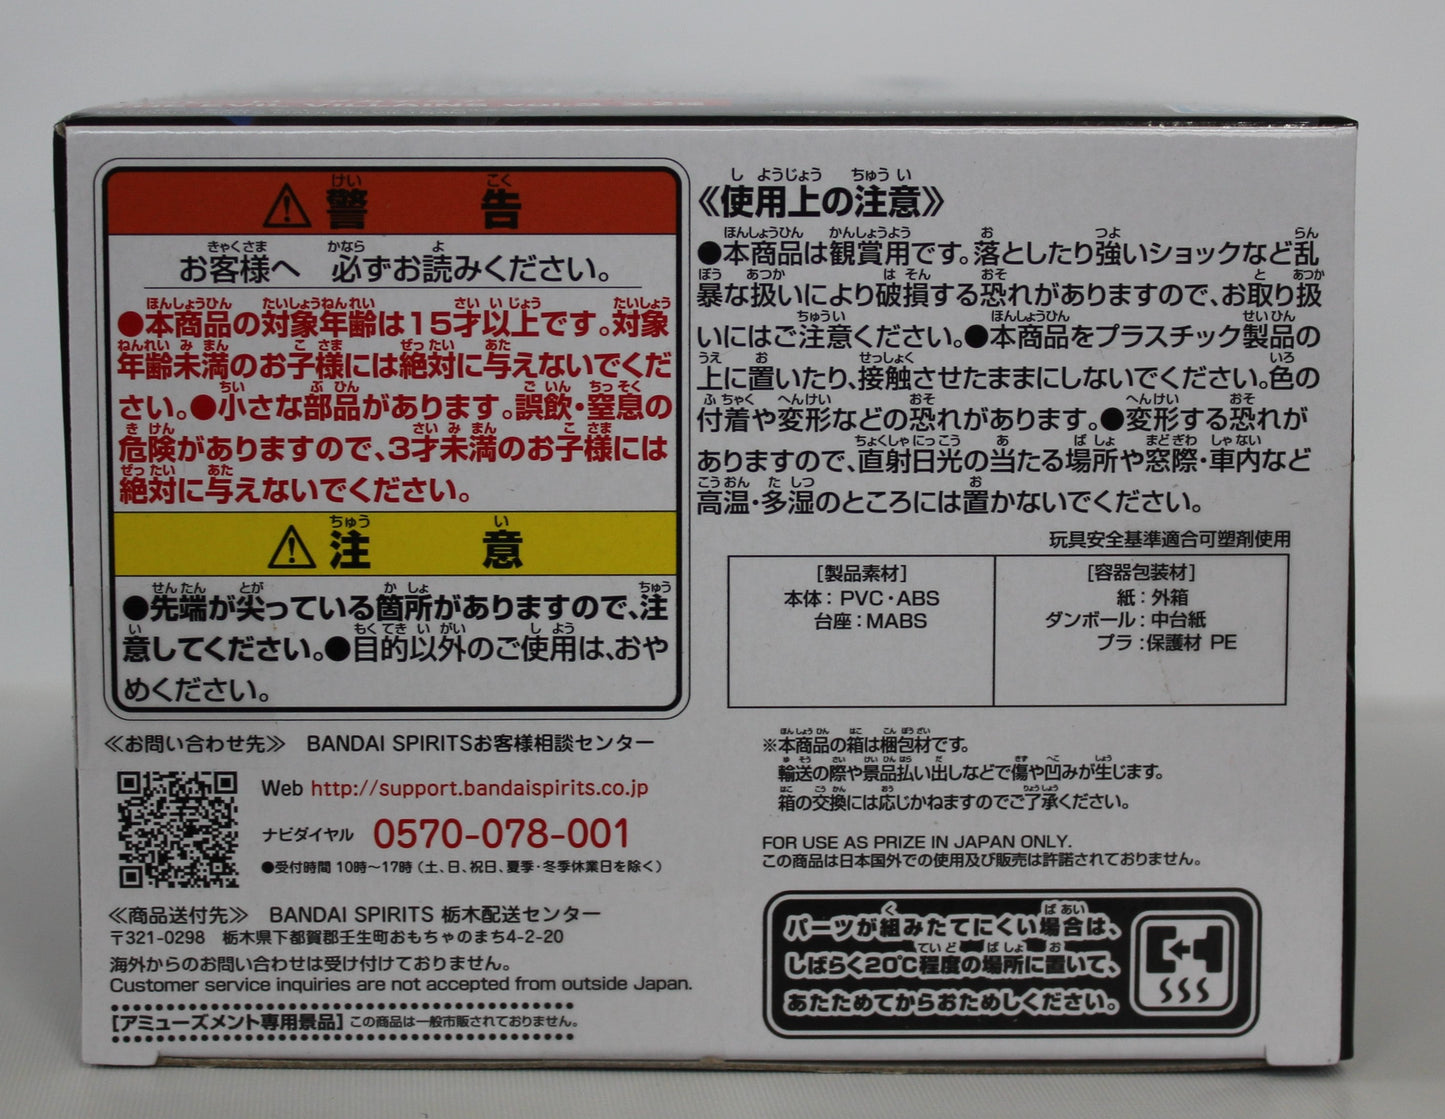 警告
お客様へ 必ずお読みください。
●本商品の対象年齢は15才以上です。対象
年齢未満のお子様には絶対に与えないでくだ
さい。●小さな部品があります。誤飲・窒息の
危険がありますので、3才未満のお子様には
絶対に与えないでください。
注意
●先端が尖っている箇所がありますので、注
意してください。●目的以外のご使用は、おや
めください。
≪お問い合わせ先≫ BANDAI SPIRITSお客様相談センター
Web http://support.bandaispirits.co.jp
ナビダイヤル 0570-078-001
●受付時間 10時～17時（土、日、祝日、夏季・冬季休業日を除く）
≪商品送付先≫ BANDAI SPIRITS 栃木配送センター
〒321-0298 栃木県下都賀郡壬生町おもちゃのまち4-2-20
海外からのお問い合わせは受け付けておりません。
Customer service inquiries are not accepted from outside Japan.
[アミューズメント専用景品] この商品は一般市販されておりません。
《使用上の注意》
●本商品は観賞用です。落としたり強いショックなど乱
暴な扱いにより破損する恐れがありますので、お取り扱
いにはご注意ください。●本商品をプラスチック製品の
上に置いたり、接触させたままにしないでください。色の
付着や変形などの恐れがあります。●変形する恐れが
ありますので、直射日光の当たる場所や窓際・車内など
高温・多湿のところには置かないでください。
玩具安全基準適合可塑剤使用
[製品素材]
本体：PVC・ABS
台座：MABS
[容器包装材]
紙：外箱
ダンボール：中台紙
プラ：保護材 PE
※本商品の箱は梱包材です。
輸送の際や景品払い出しなどで傷や凹みが生じます。
箱の交換には応じかねますのでご了承ください。
FOR USE AS PRIZE IN JAPAN ONLY.
この商品は日本国外での使用及び販売は許諾されておりません。
パーツが組みたてにくい場合は、
しばらく20℃程度の場所に置いて、
あたためてからおためしください。